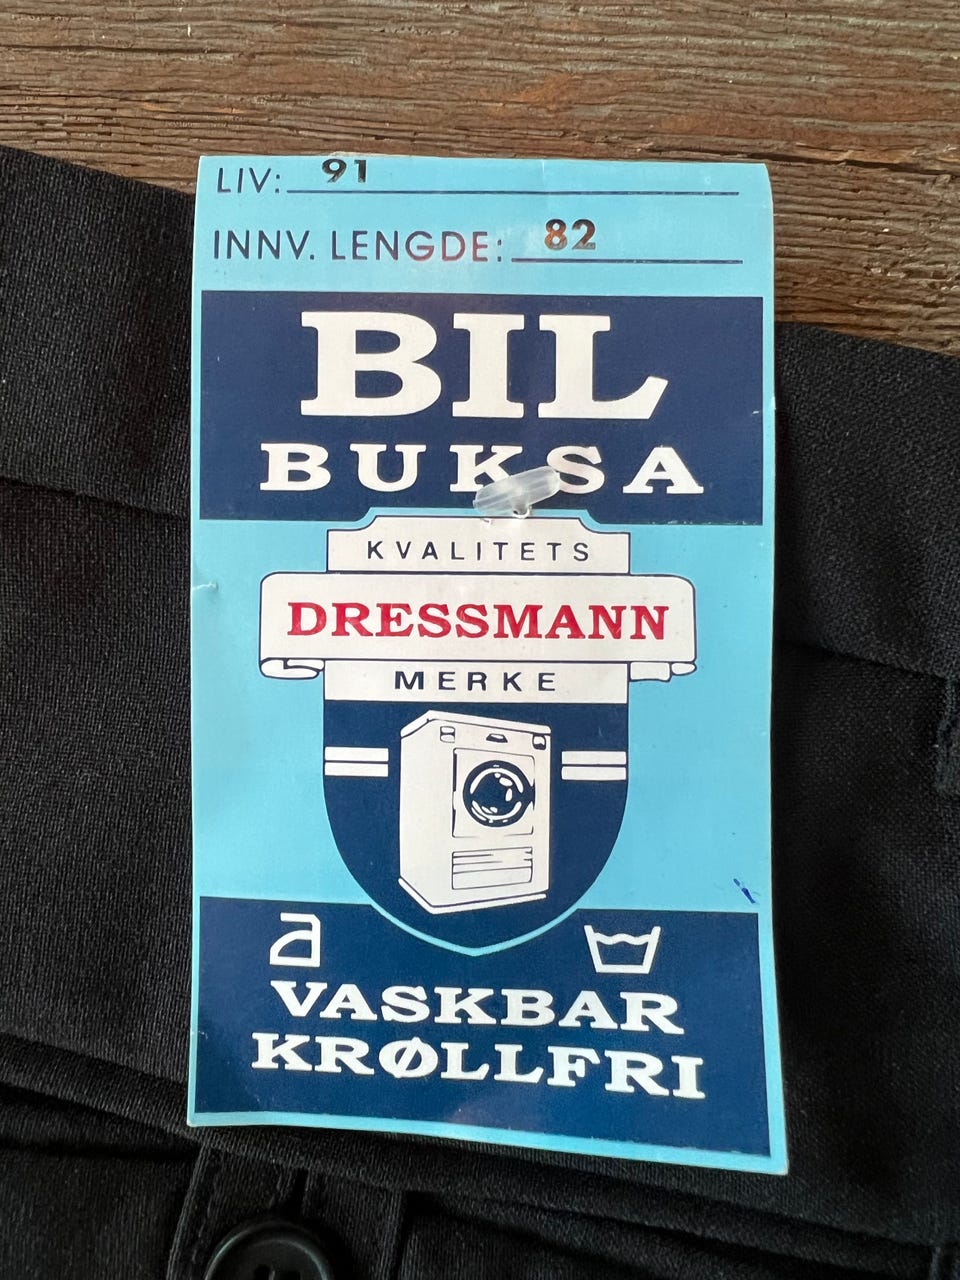 LIV: 91
INNV. LENGDE: 82
BIL
BUKSA
KVALITETS
DRESSMANN
MERKE
a
VASKBAR
KRØLLFRI